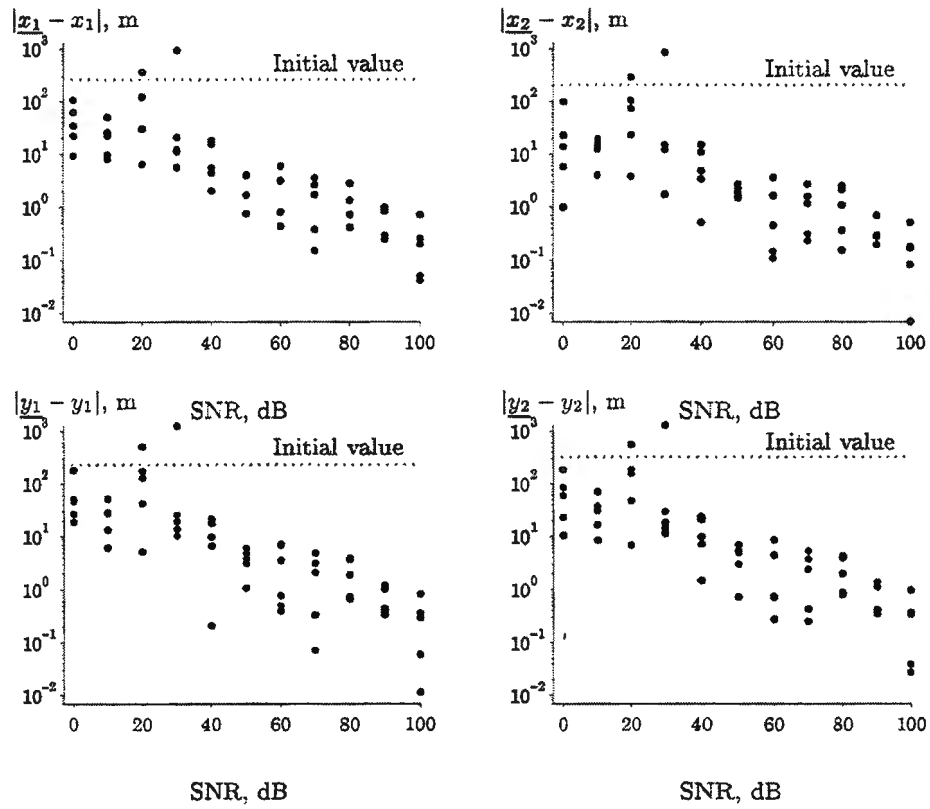 |x₁ − x₁|, m
10³
Initial value
10²
10¹
10⁰
10⁻¹
10⁻²
0 20 40 60 80 100
SNR, dB
|x₂ − x₂|, m
10³
Initial value
10²
10¹
10⁰
10⁻¹
10⁻²
0 20 40 60 80 100
SNR, dB
|y₁ − y₁|, m
10³
Initial value
10²
10¹
10⁰
10⁻¹
10⁻²
0 20 40 60 80 100
SNR, dB
|y₂ − y₂|, m
10³
Initial value
10²
10¹
10⁰
10⁻¹
10⁻²
0 20 40 60 80 100
SNR, dB